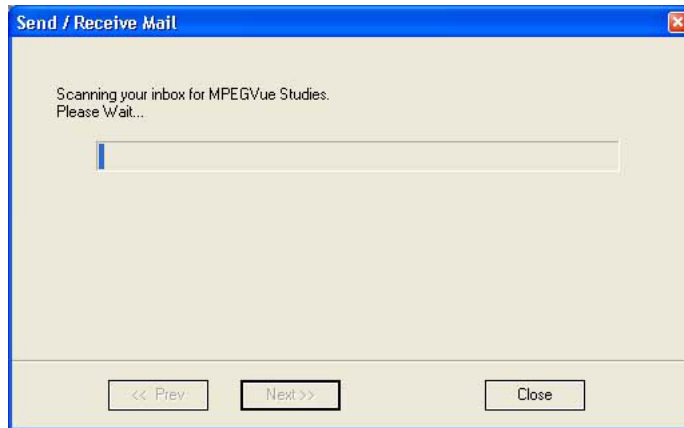 Send / Receive Mail
Scanning your inbox for MPEGVue Studies.
Please Wait...
<< Prev
Next >>
Close